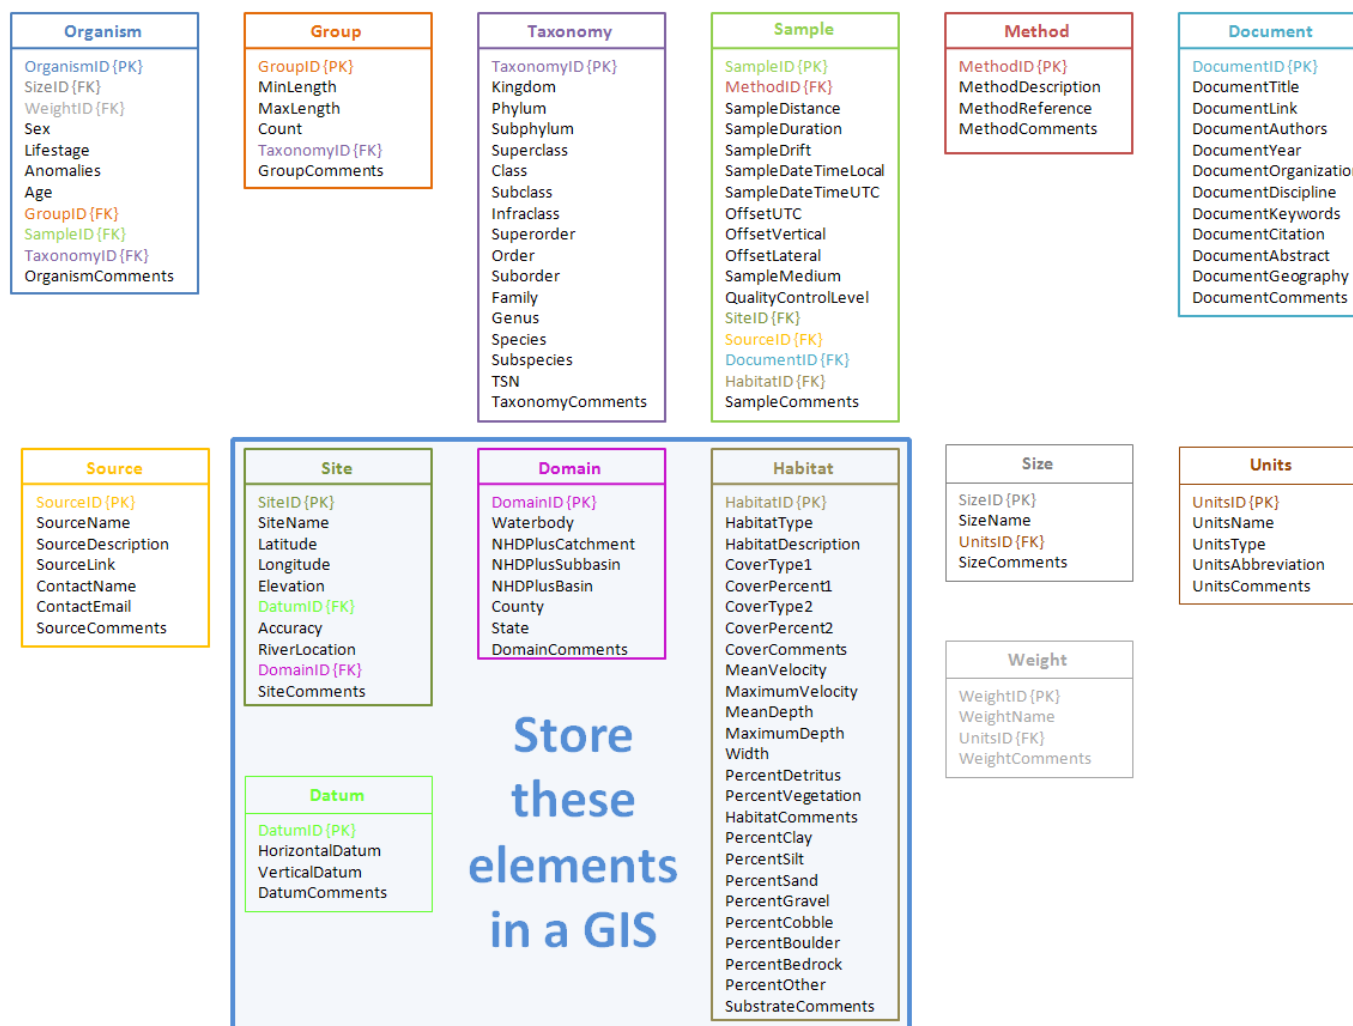 Organism
OrganismID {PK}
SizeID {FK}
WeightID {FK}
Sex
Lifestage
Anomalies
Age
GroupID {FK}
SampleID {FK}
TaxonomyID {FK}
OrganismComments
Group
GroupID {PK}
MinLength
MaxLength
Count
TaxonomyID {FK}
GroupComments
Taxonomy
TaxonomyID {PK}
Kingdom
Phylum
Subphylum
Superclass
Class
Subclass
Infraclass
Superorder
Order
Suborder
Family
Genus
Species
Subspecies
TSN
TaxonomyComments
Sample
SampleID {PK}
MethodID {FK}
SampleDistance
SampleDuration
SampleDrift
SampleDateTimeLocal
SampleDateTimeUTC
OffsetUTC
OffsetVertical
OffsetLateral
SampleMedium
QualityControlLevel
SiteID {FK}
SourceID {FK}
DocumentID {FK}
HabitatID {FK}
SampleComments
Method
MethodID {PK}
MethodDescription
MethodReference
MethodComments
Document
DocumentID {PK}
DocumentTitle
DocumentLink
DocumentAuthors
DocumentYear
DocumentOrganization
DocumentDiscipline
DocumentKeywords
DocumentCitation
DocumentAbstract
DocumentGeography
DocumentComments
Source
SourceID {PK}
SourceName
SourceDescription
SourceLink
ContactName
ContactEmail
SourceComments
Site
SiteID {PK}
SiteName
Latitude
Longitude
Elevation
DatumID {FK}
Accuracy
RiverLocation
DomainID {FK}
SiteComments
Domain
DomainID {PK}
Waterbody
NHDPlusCatchment
NHDPlusSubbasin
NHDPlusBasin
County
State
DomainComments
Habitat
HabitatID {PK}
HabitatType
HabitatDescription
CoverType1
CoverPercent1
CoverType2
CoverPercent2
CoverComments
MeanVelocity
MaximumVelocity
MeanDepth
MaximumDepth
Width
PercentDetritus
PercentVegetation
HabitatComments
PercentClay
PercentSilt
PercentSand
PercentGravel
PercentCobble
PercentBoulder
PercentBedrock
PercentOther
SubstrateComments
Size
SizeID {PK}
SizeName
UnitsID {FK}
SizeComments
Units
UnitsID {PK}
UnitsName
UnitsType
UnitsAbbreviation
UnitsComments
Weight
WeightID {PK}
WeightName
UnitsID {FK}
WeightComments
Datum
DatumID {PK}
HorizontalDatum
VerticalDatum
DatumComments
Store
these
elements
in a GIS